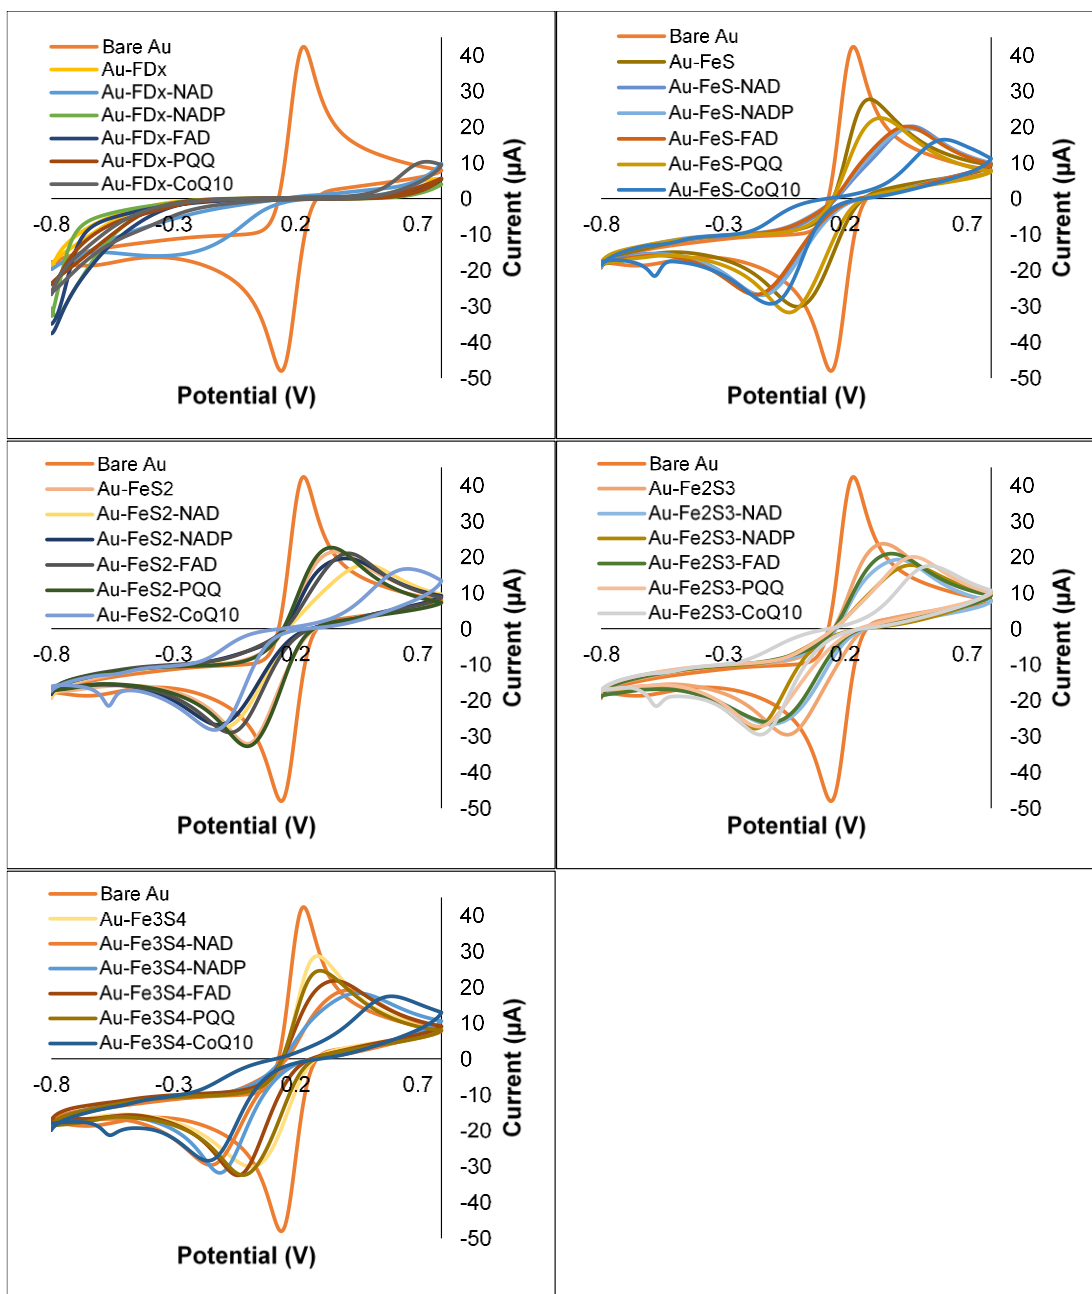 Bare Au
Au-FDx
Au-FDx-NAD
Au-FDx-NADP
Au-FDx-FAD
Au-FDx-PQQ
Au-FDx-CoQ10
40
30
20
10
0
-10
-20
-30
-40
-50
-0.8
-0.3
0.2
0.7
Current (µA)
Potential (V)
Bare Au
Au-FeS
Au-FeS-NAD
Au-FeS-NADP
Au-FeS-FAD
Au-FeS-PQQ
Au-FeS-CoQ10
40
30
20
10
0
-10
-20
-30
-40
-50
-0.8
-0.3
0.2
0.7
Current (µA)
Potential (V)
Bare Au
Au-FeS2
Au-FeS2-NAD
Au-FeS2-NADP
Au-FeS2-FAD
Au-FeS2-PQQ
Au-FeS2-CoQ10
40
30
20
10
0
-10
-20
-30
-40
-50
-0.8
-0.3
0.2
0.7
Current (µA)
Potential (V)
Bare Au
Au-Fe2S3
Au-Fe2S3-NAD
Au-Fe2S3-NADP
Au-Fe2S3-FAD
Au-Fe2S3-PQQ
Au-Fe2S3-CoQ10
40
30
20
10
0
-10
-20
-30
-40
-50
-0.8
-0.3
0.2
0.7
Current (µA)
Potential (V)
Bare Au
Au-Fe3S4
Au-Fe3S4-NAD
Au-Fe3S4-NADP
Au-Fe3S4-FAD
Au-Fe3S4-PQQ
Au-Fe3S4-CoQ10
40
30
20
10
0
-10
-20
-30
-40
-50
-0.8
-0.3
0.2
0.7
Current (µA)
Potential (V)